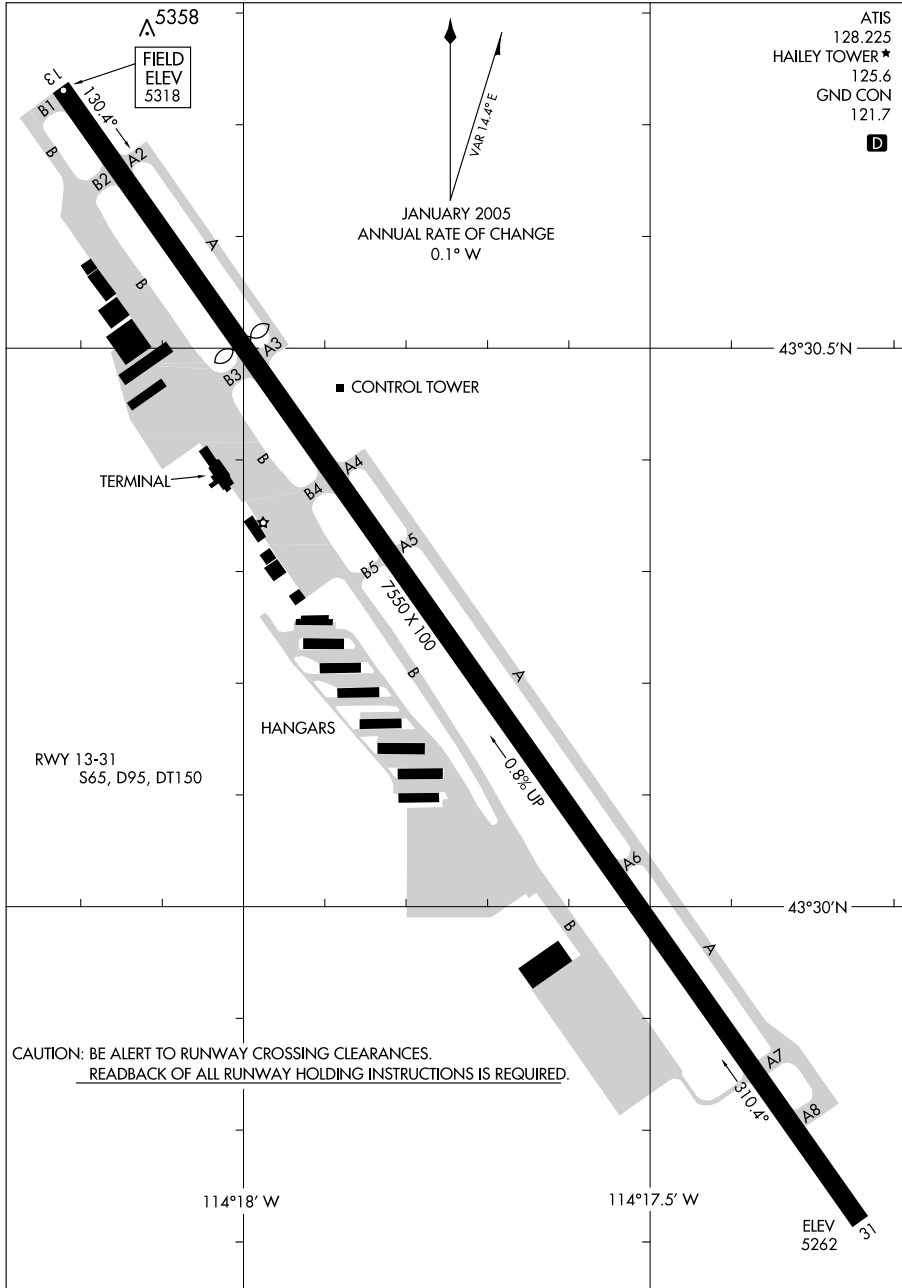 5358
ATIS
128.225
HAILEY TOWER★
125.6
GND CON
121.7
D
FIELD
ELEV
5318
13
130.4°
VAR 14.4° E
JANUARY 2005
ANNUAL RATE OF CHANGE
0.1° W
B1
B
A2
B2
A
B
43°30.5'N
A3
B3
CONTROL TOWER
B
A4
TERMINAL
B4
A5
B5
7550 X 100
B
A
HANGARS
RWY 13-31
S65, D95, DT150
0.8% UP
A6
43°30'N
B
A
CAUTION: BE ALERT TO RUNWAY CROSSING CLEARANCES.
READBACK OF ALL RUNWAY HOLDING INSTRUCTIONS IS REQUIRED.
A7
310.4°
A8
114°18' W
114°17.5' W
ELEV
5262
31